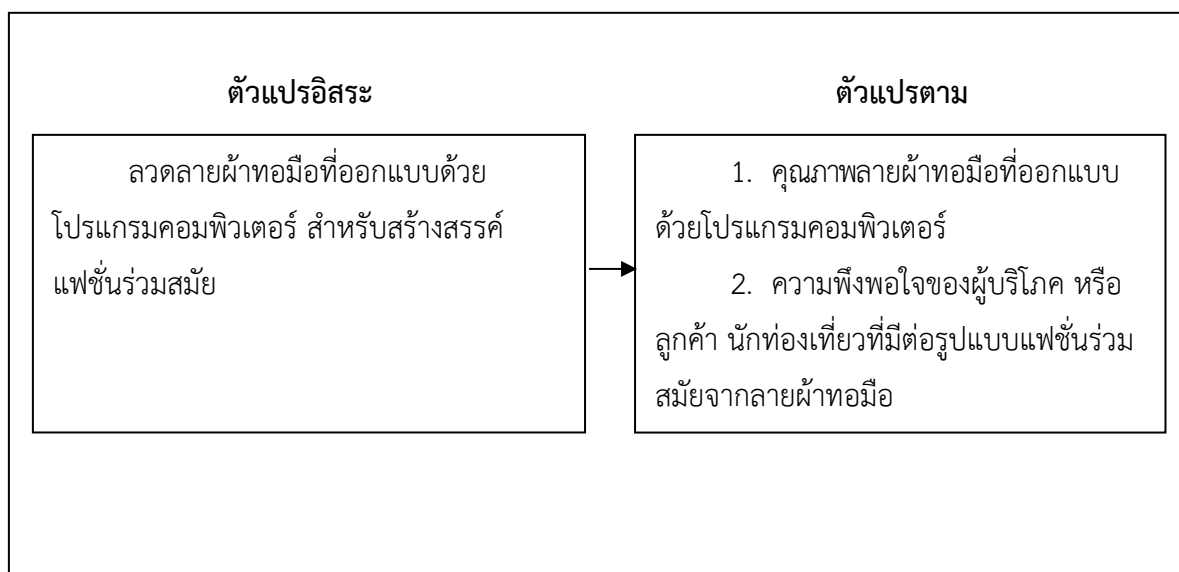 ตัวแปรอิสระ
ลวดลายผ้าทอมือที่ออกแบบด้วย
โปรแกรมคอมพิวเตอร์ สำหรับสร้างสรรค์
แฟชั่นร่วมสมัย
ตัวแปรตาม
1. คุณภาพลายผ้าทอมือที่ออกแบบ
ด้วยโปรแกรมคอมพิวเตอร์
2. ความพึงพอใจของผู้บริโภค หรือ
ลูกค้า นักท่องเที่ยวที่มีต่อรูปแบบแฟชั่นร่วม
สมัยจากลายผ้าทอมือ